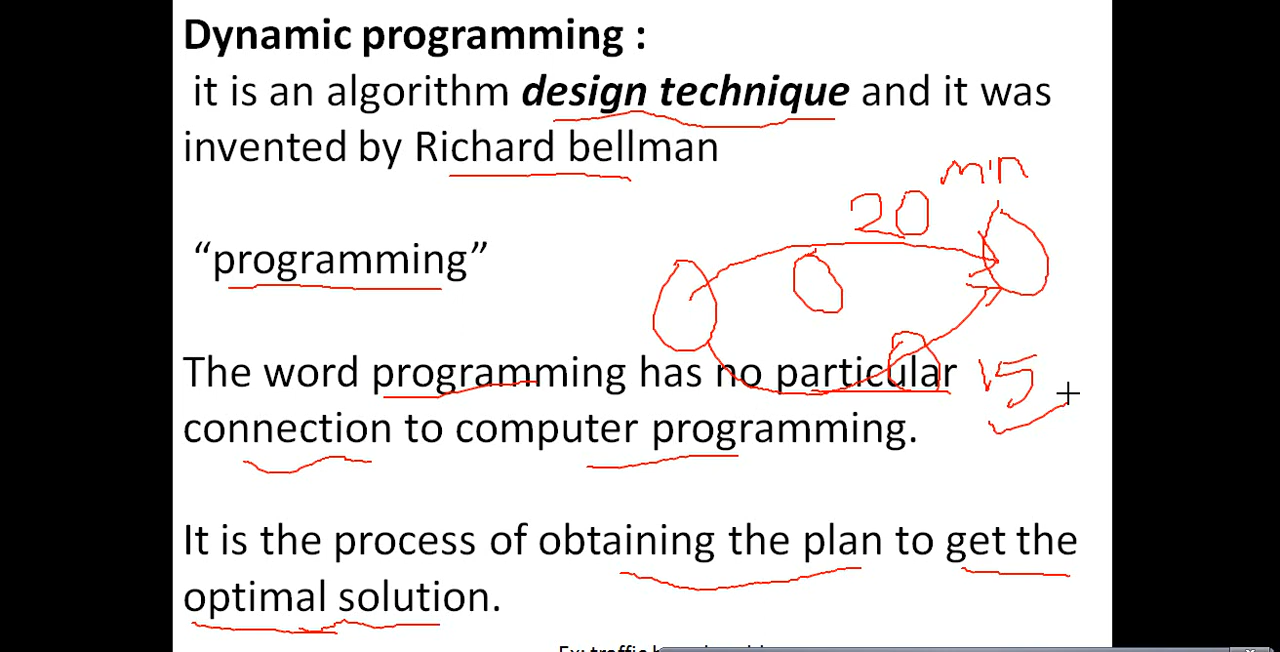 Dynamic programming :
it is an algorithm design technique and it was
invented by Richard bellman
min
20
“programming”
The word programming has no particular
15
connection to computer programming.
It is the process of obtaining the plan to get the
optimal solution.
Ex: traffic